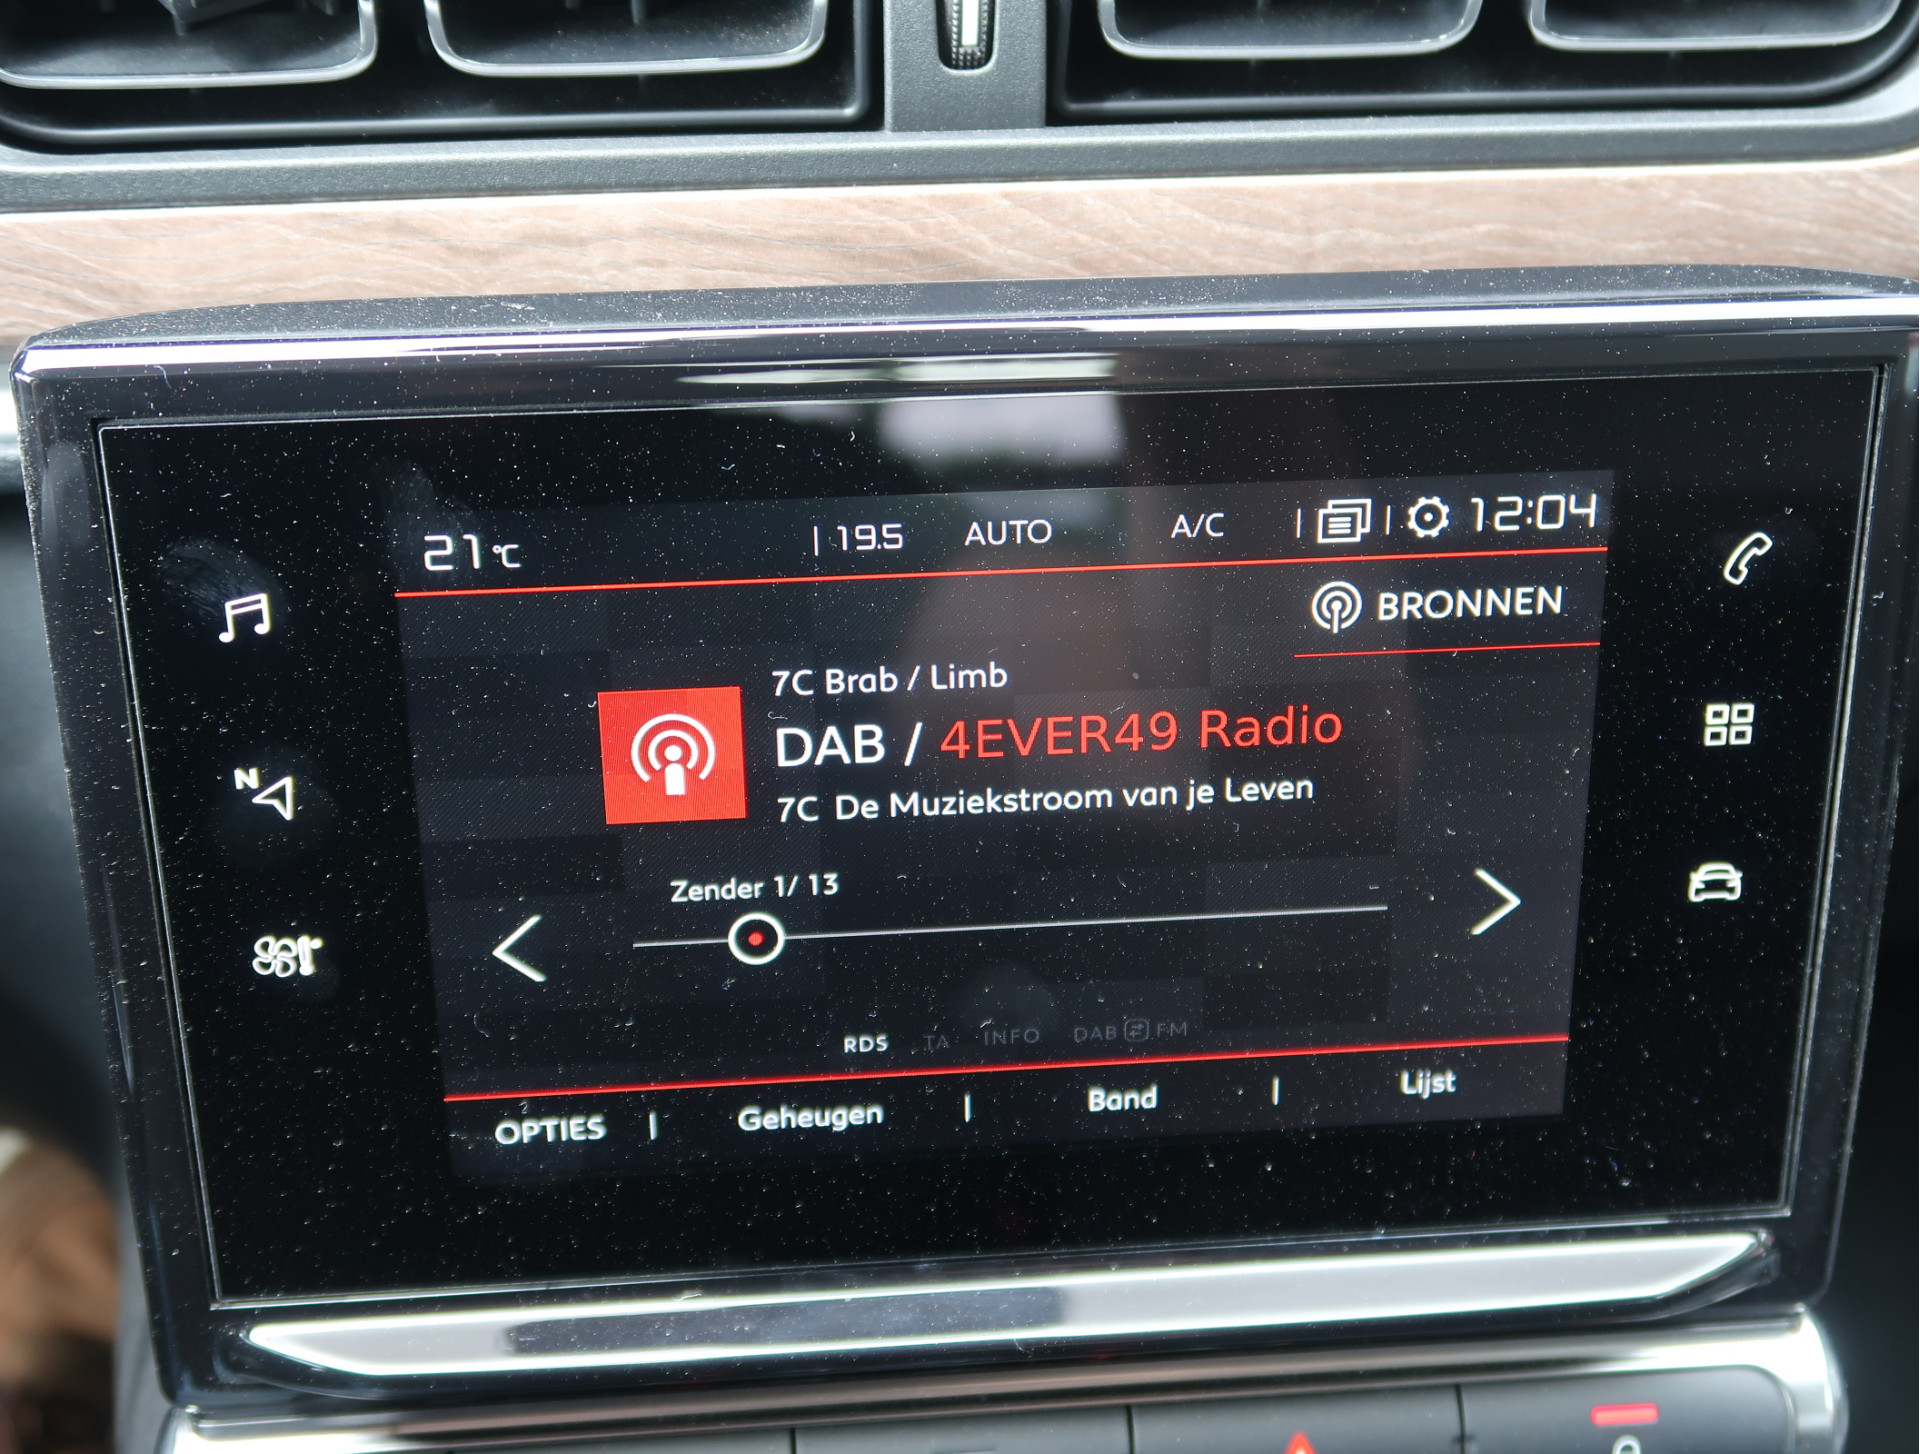 21°C | 19.5 AUTO A/C | | 12:04
BRONNEN
7C Brab / Limb
DAB / 4EVER49 Radio
7C De Muziekstroom van je Leven
Zender 1/ 13
N
RDS TA INFO DAB FM
OPTIES | Geheugen | Band | Lijst